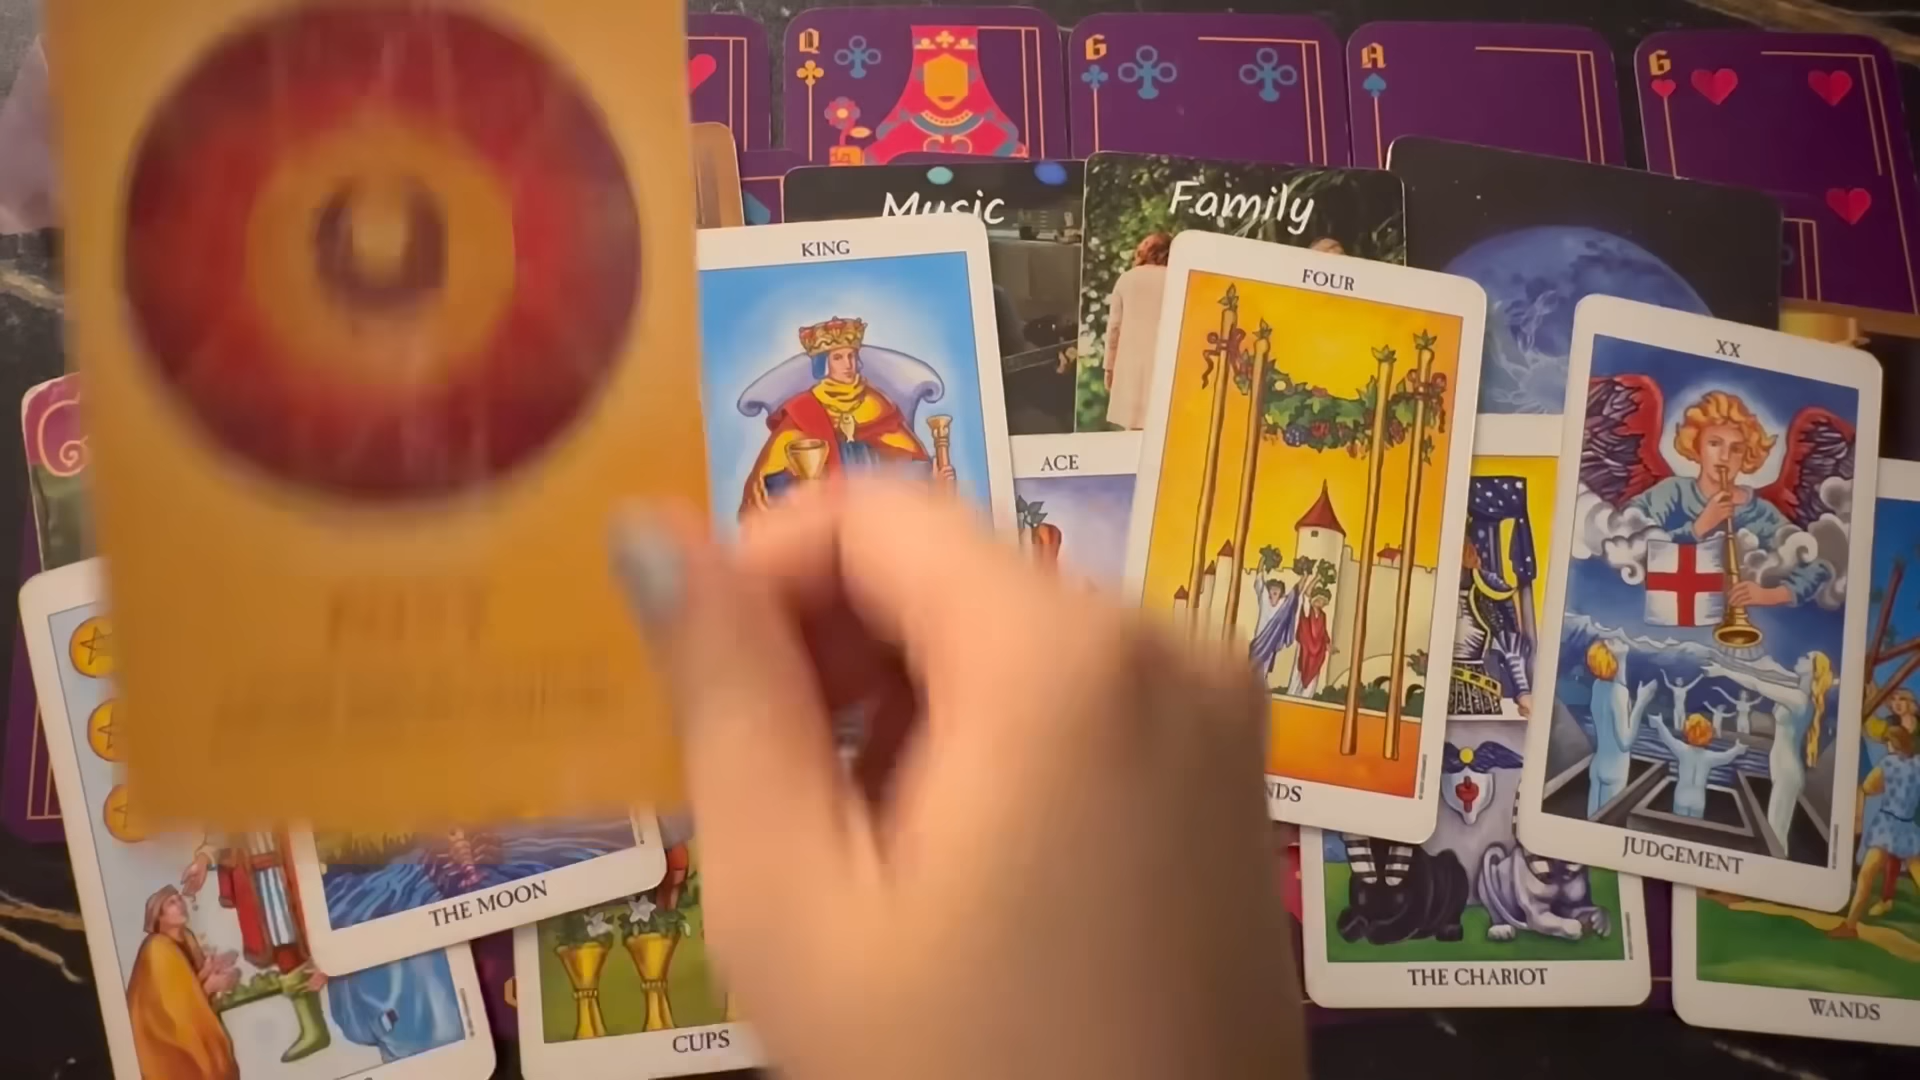 Q
6
A
6
Music
Family
KING
FOUR
XX
ACE
NDS
JUDGEMENT
THE MOON
THE CHARIOT
WANDS
CUPS